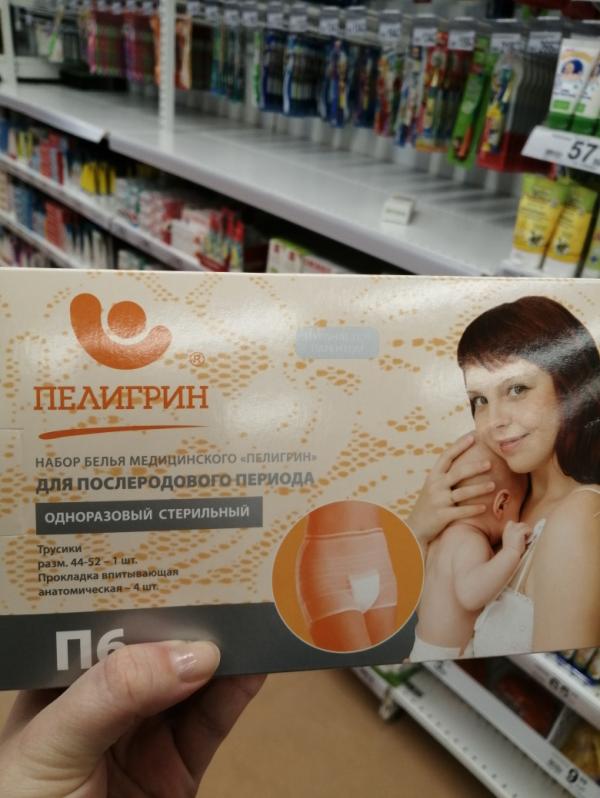 57
®
ПЕЛИГРИН
НАБОР БЕЛЬЯ МЕДИЦИНСКОГО «ПЕЛИГРИН»
ДЛЯ ПОСЛЕРОДОВОГО ПЕРИОДА
ОДНОРАЗОВЫЙ СТЕРИЛЬНЫЙ
Трусики
разм. 44-52 – 1 шт.
Прокладка впитывающая
анатомическая – 4 шт.
П6